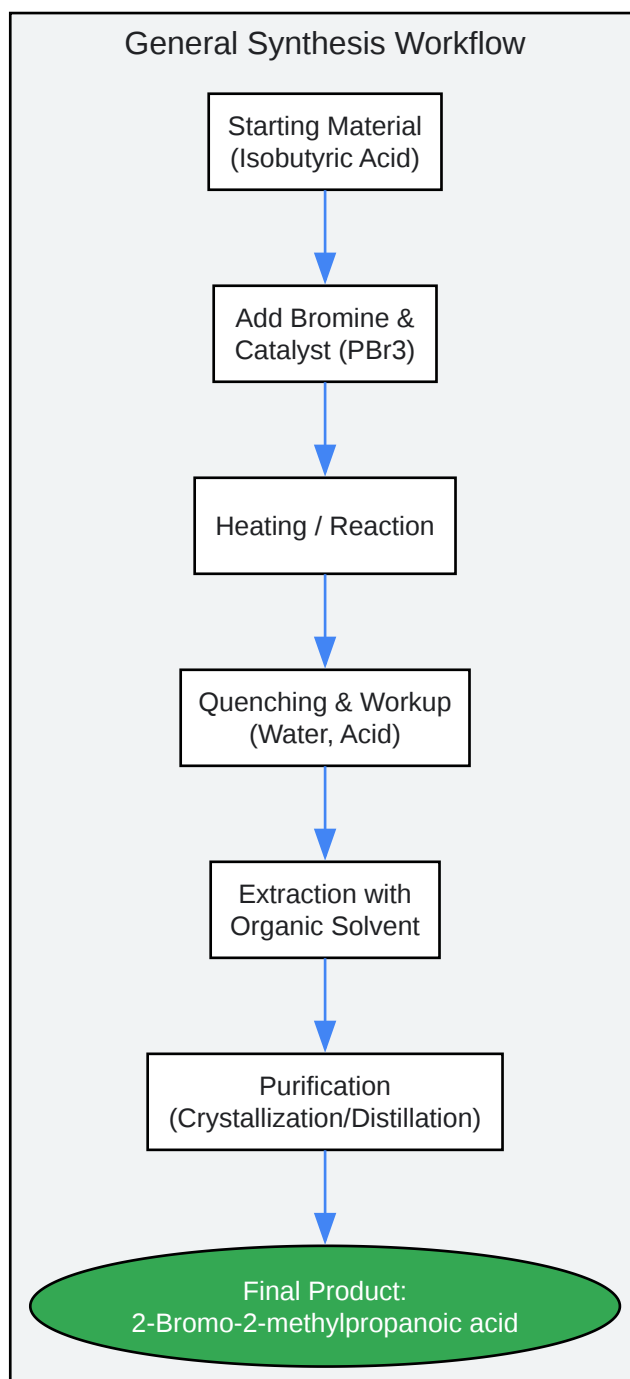 General Synthesis Workflow
Starting Material
(Isobutyric Acid)
Add Bromine &
Catalyst (PBr3)
Heating / Reaction
Quenching & Workup
(Water, Acid)
Extraction with
Organic Solvent
Purification
(Crystallization/Distillation)
Final Product:
2-Bromo-2-methylpropanoic acid